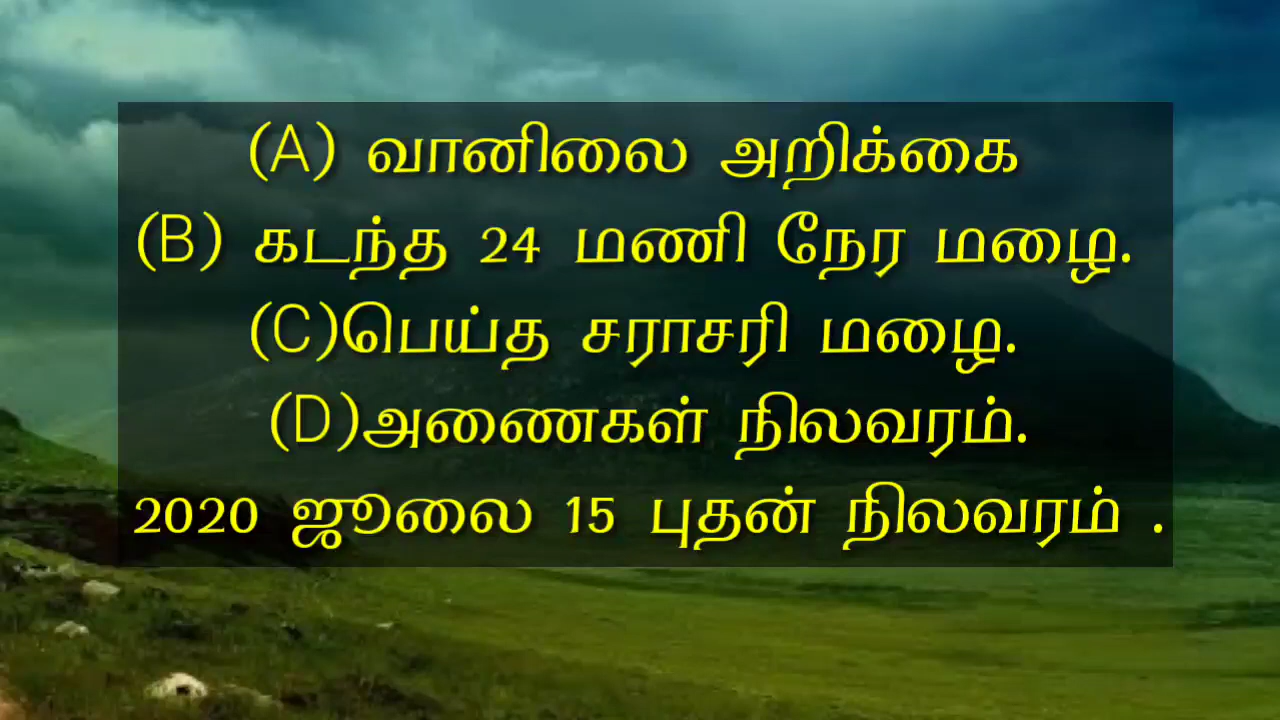 (A) வானிலை அறிக்கை
(B) கடந்த 24 மணி நேர மழை.
(C)பெய்த சராசரி மழை.
(D)அணைகள் நிலவரம்.
2020 ஜூலை 15 புதன் நிலவரம் .